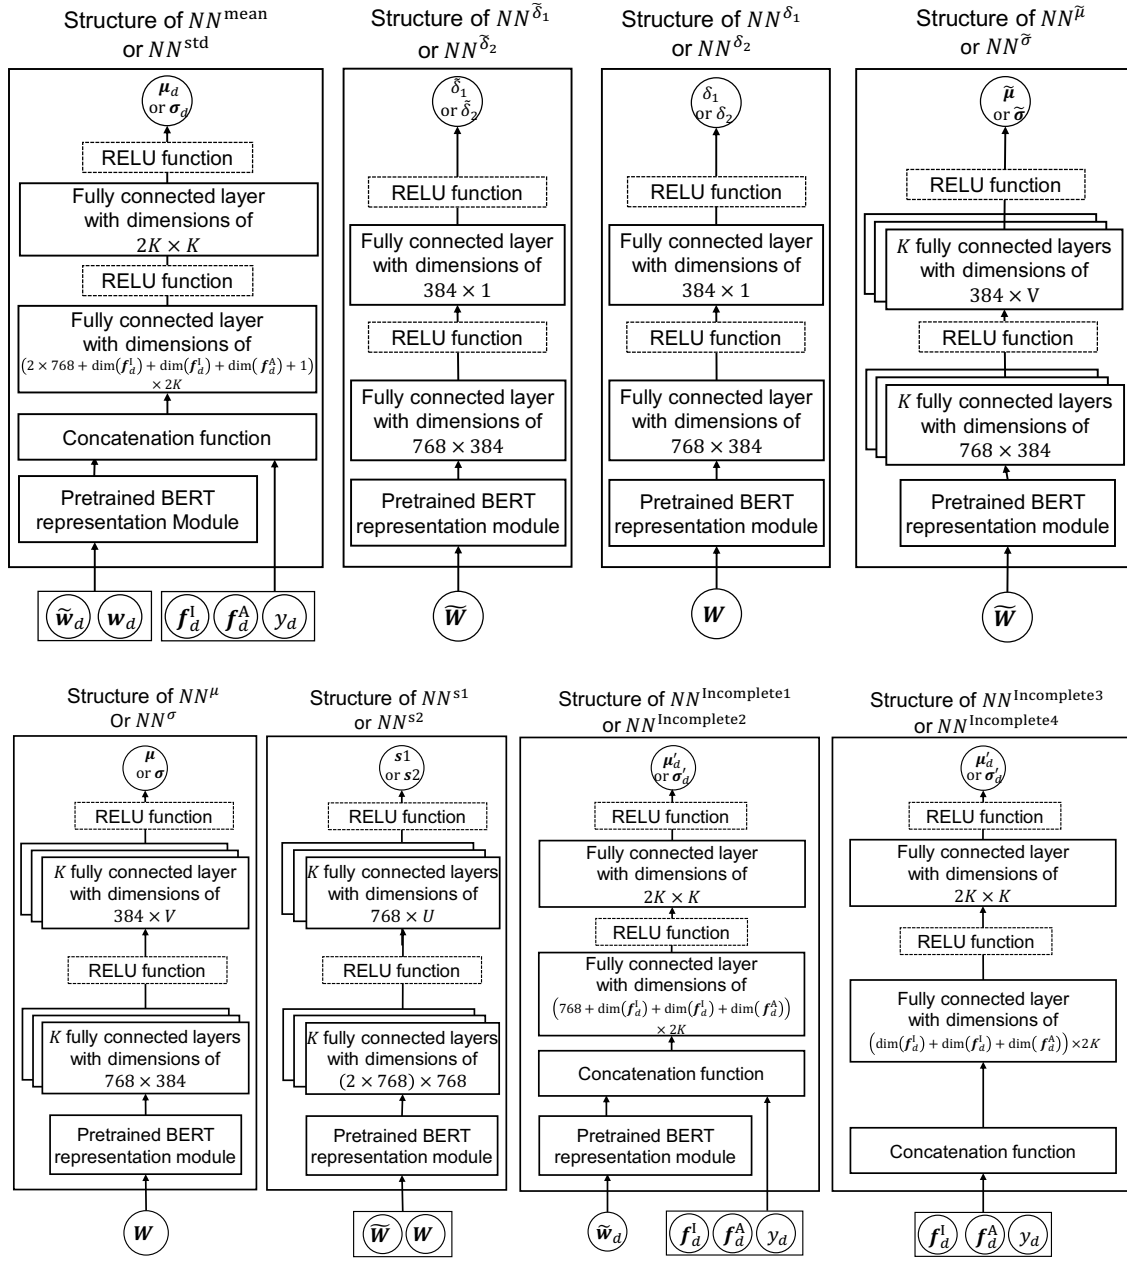 Structure of NN^mean
or NN^std
μ_d
or σ_d
RELU function
Fully connected layer
with dimensions of
2K × K
RELU function
Fully connected layer
with dimensions of
(2 × 768 + dim(f_d^I) + dim(f_d^I) + dim(f_d^A) + 1)
× 2K
Concatenation function
Pretrained BERT
representation Module
w̃_d w_d
f_d^I f_d^A y_d
Structure of NN^δ̃_1
or NN^δ̃_2
δ̃_1
or δ̃_2
RELU function
Fully connected layer
with dimensions of
384 × 1
RELU function
Fully connected layer
with dimensions of
768 × 384
Pretrained BERT
representation module
W̃
Structure of NN^δ_1
or NN^δ_2
δ_1
or δ_2
RELU function
Fully connected layer
with dimensions of
384 × 1
RELU function
Fully connected layer
with dimensions of
768 × 384
Pretrained BERT
representation module
W
Structure of NN^μ̃
or NN^σ̃
μ̃
or σ̃
RELU function
K fully connected layers
with dimensions of
384 × V
RELU function
K fully connected layers
with dimensions of
768 × 384
Pretrained BERT
representation module
W̃
Structure of NN^μ
Or NN^σ
μ
or σ
RELU function
K fully connected layer
with dimensions of
384 × V
RELU function
K fully connected layers
with dimensions of
768 × 384
Pretrained BERT
representation module
W
Structure of NN^s1
or NN^s2
s1
or s2
RELU function
K fully connected layers
with dimensions of
768 × U
RELU function
K fully connected layers
with dimensions of
(2 × 768) × 768
Pretrained BERT
representation module
W̃ W
Structure of NN^Incomplete1
or NN^Incomplete2
μ′_d
or σ′_d
RELU function
Fully connected layer
with dimensions of
2K × K
RELU function
Fully connected layer
with dimensions of
(768 + dim(f_d^I) + dim(f_d^I) + dim(f_d^A))
× 2K
Concatenation function
Pretrained BERT
representation module
w̃_d
f_d^I f_d^A y_d
Structure of NN^Incomplete3
or NN^Incomplete4
μ′_d
or σ′_d
RELU function
Fully connected layer
with dimensions of
2K × K
RELU function
Fully connected layer
with dimensions of
(dim(f_d^I) + dim(f_d^I) + dim(f_d^A)) × 2K
Concatenation function
f_d^I f_d^A y_d